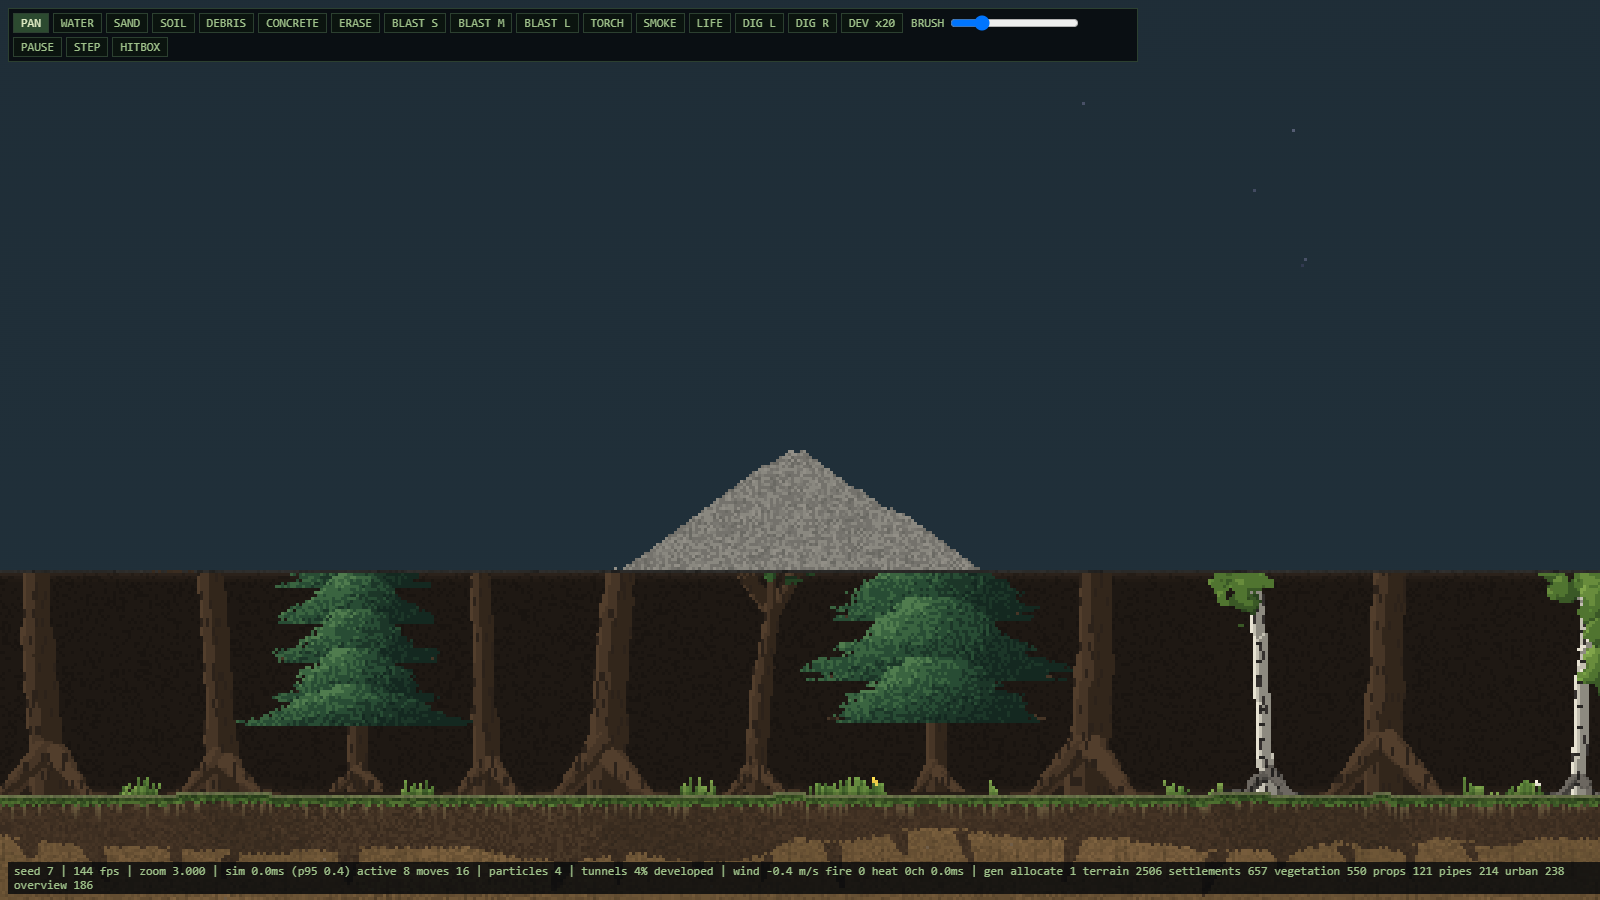 PAN WATER SAND SOIL DEBRIS CONCRETE ERASE BLAST S BLAST M BLAST L TORCH SMOKE LIFE DIG L DIG R DEV x20 BRUSH
PAUSE STEP HITBOX
seed 7 | 144 fps | zoom 3.000 | sim 0.0ms (p95 0.4) active 8 moves 16 | particles 4 | tunnels 4% developed | wind -0.4 m/s fire 0 heat 0ch 0.0ms | gen allocate 1 terrain 2506 settlements 657 vegetation 550 props 121 pipes 214 urban 238
overview 186